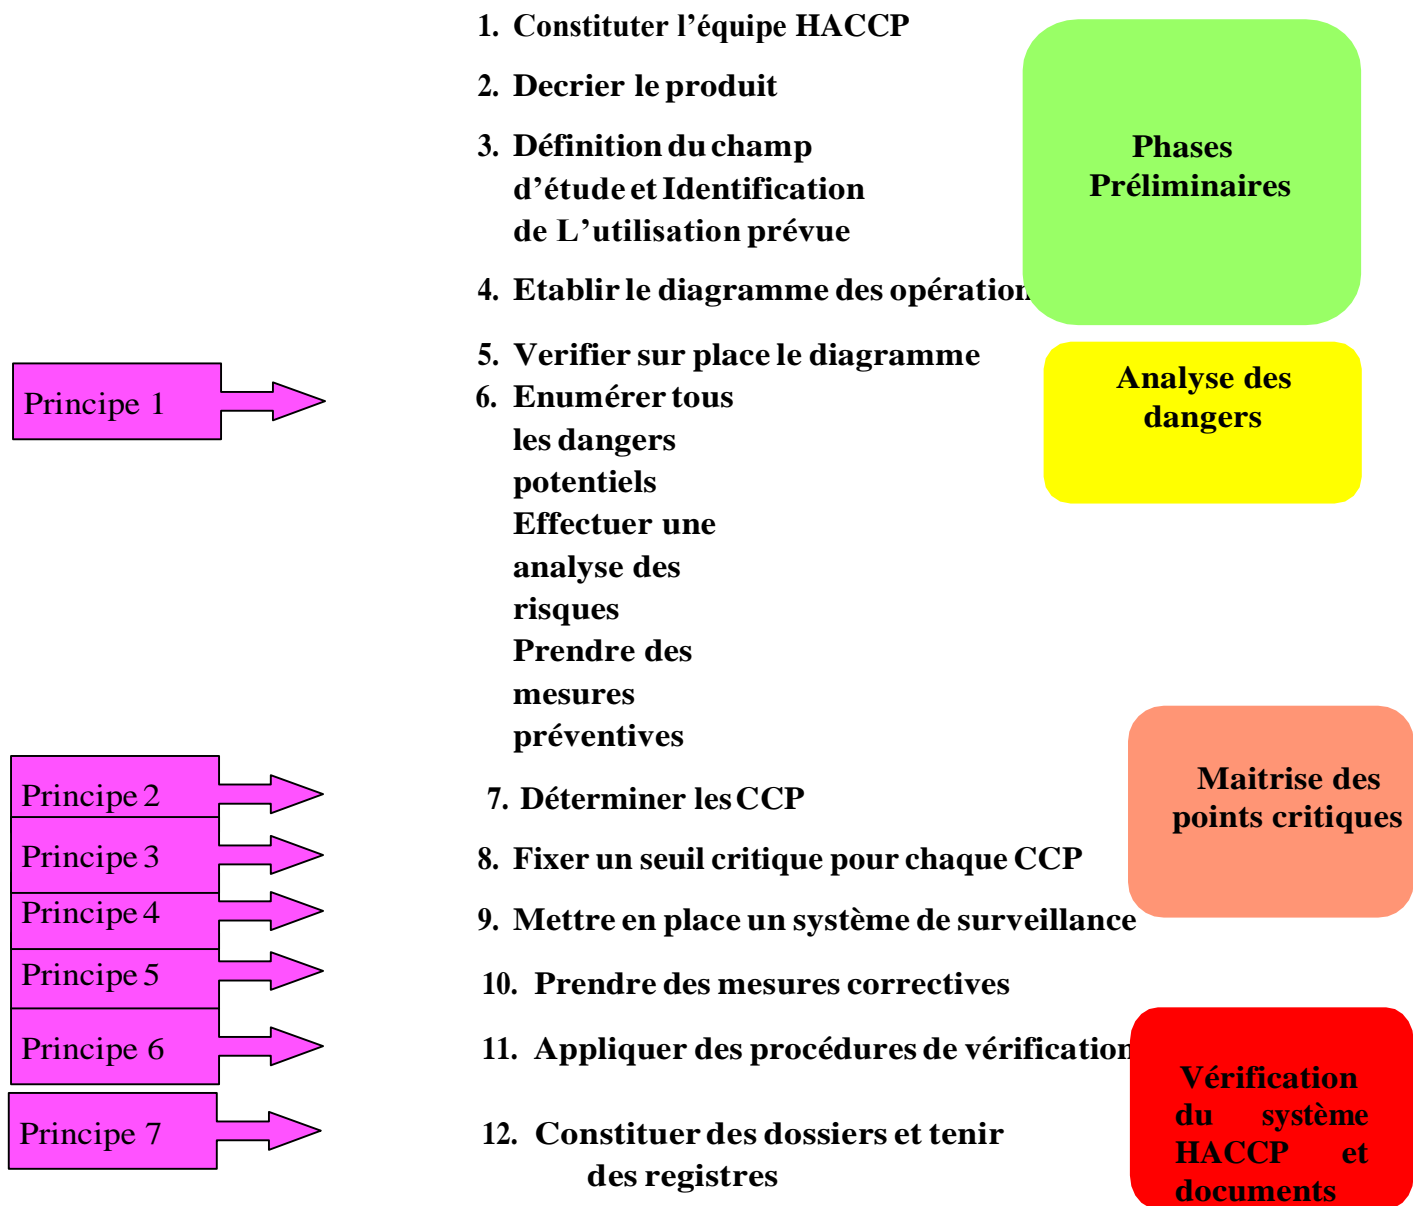 1. Constituter l’équipe HACCP
2. Decrier le produit
3. Définition du champ
d’étude et Identification
de L’utilisation prévue
Phases
Préliminaires
4. Etablir le diagramme des opération
5. Verifier sur place le diagramme
Principe 1
6. Enumérer tous
les dangers
potentiels
Effectuer une
analyse des
risques
Prendre des
mesures
préventives
Analyse des
dangers
Principe 2
7. Déterminer les CCP
Maitrise des
points critiques
Principe 3
8. Fixer un seuil critique pour chaque CCP
Principe 4
9. Mettre en place un système de surveillance
Principe 5
10. Prendre des mesures correctives
Principe 6
11. Appliquer des procédures de vérification
Principe 7
12. Constituer des dossiers et tenir
des registres
Vérification
du système
HACCP et
documents